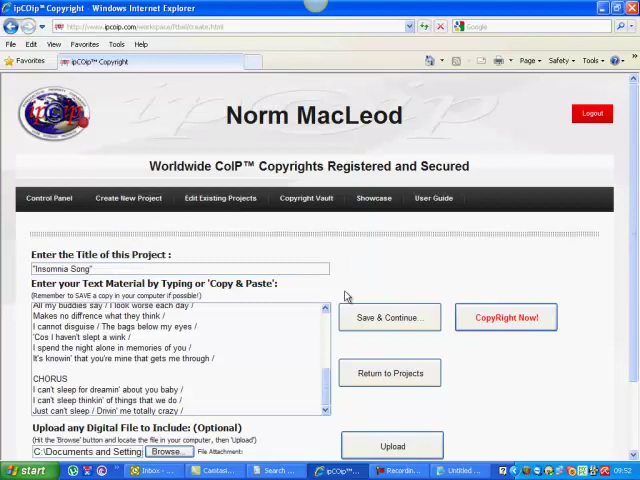 ipCOip™ Copyright - Windows Internet Explorer
http://www.ipcoip.com/workspace/fbwl/create.html
Google
File Edit View Favorites Tools Help
Favorites
ipCOip™ Copyright
Page Safety Tools
Norm MacLeod
Logout
Worldwide CoIP™ Copyrights Registered and Secured
Control Panel Create New Project Edit Existing Projects Copyright Vault Showcase User Guide
Enter the Title of this Project :
"Insomnia Song"
Enter your Text Material by Typing or 'Copy & Paste':
(Remember to SAVE a copy in your computer if possible!)
All my buddies say / I look worse each day /
Makes no difference what they think /
I cannot disguise / The bags below my eyes /
'Cos I haven't slept a wink /
I spend the night alone in memories of you /
It's knowin' that you're mine that gets me through /
CHORUS
I can't sleep for dreamin' about you baby /
I can't sleep thinkin' of things that we do /
Just can't sleep / Drivin' me totally crazy /
Save & Continue...
CopyRight Now!
Return to Projects
Upload any Digital File to Include: (Optional)
(Hit the 'Browse' button and locate the file in your computer, then 'Upload')
C:\Documents and Setting
Browse...
File Attachment:
Upload
start
Inbox -
Camtasi...
Search ...
ipCOip™...
Recordin...
Untitled ...
09:52